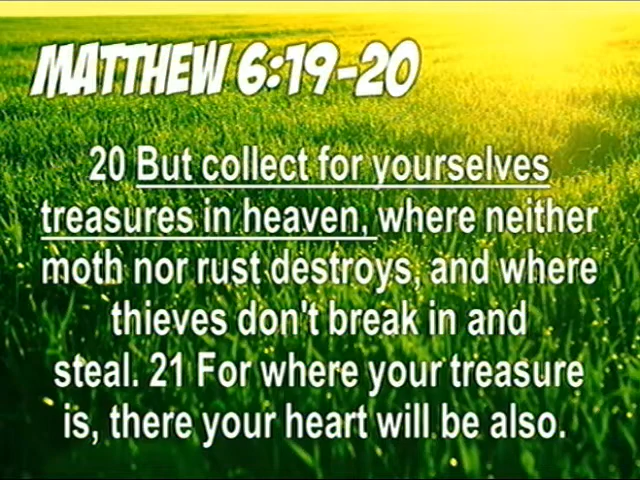 MATTHEW 6:19-20
20 But collect for yourselves
treasures in heaven, where neither
moth nor rust destroys, and where
thieves don't break in and
steal. 21 For where your treasure
is, there your heart will be also.